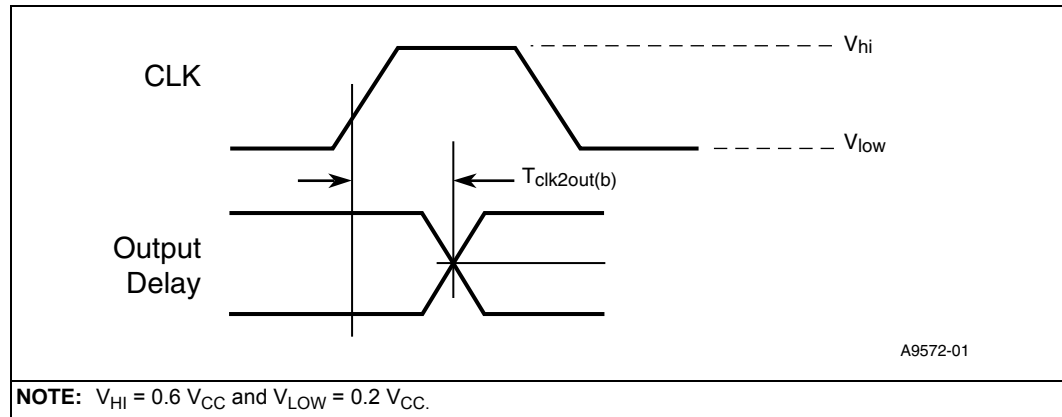 CLK
Vhi
Vlow
Tclk2out(b)
Output
Delay
A9572-01
NOTE: VHI = 0.6 VCC and VLOW = 0.2 VCC.